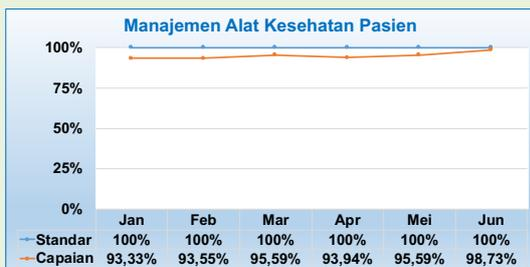 Manajemen Alat Kesehatan Pasien
100%
75%
50%
25%
0%
Jan Feb Mar Apr Mei Jun
Standar 100% 100% 100% 100% 100% 100%
Capaian 93,33% 93,55% 95,59% 93,94% 95,59% 98,73%